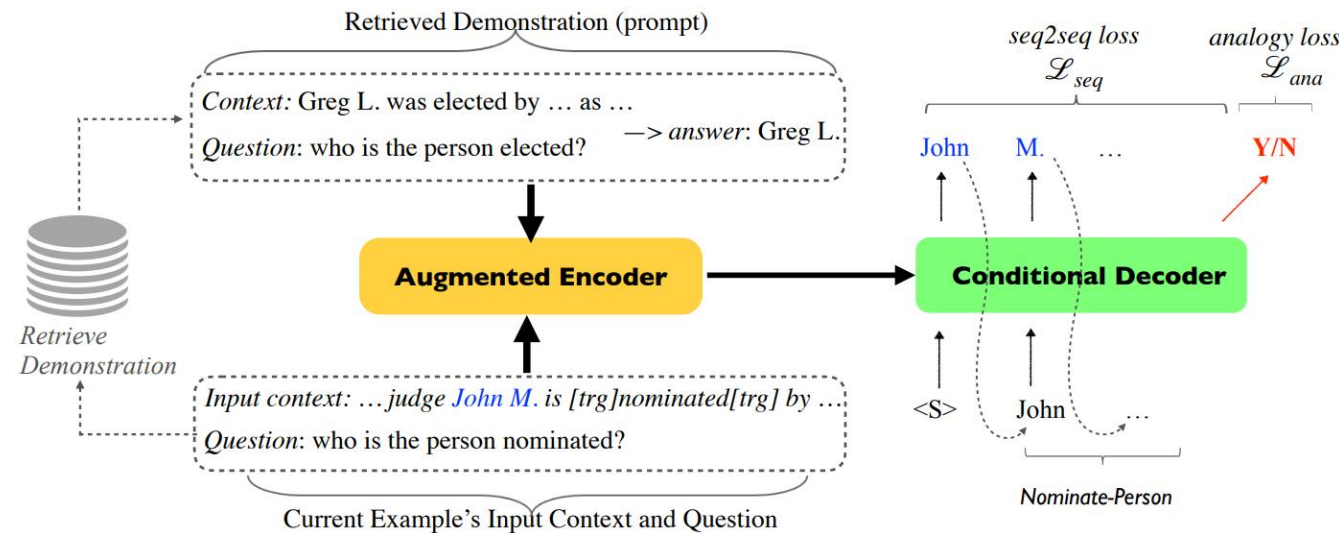 Retrieved Demonstration (prompt)
Context: Greg L. was elected by … as …
Question: who is the person elected?
—> answer: Greg L.
Retrieve
Demonstration
Augmented Encoder
Input context: … judge John M. is [trg]nominated[trg] by …
Question: who is the person nominated?
Current Example’s Input Context and Question
seq2seq loss
ℒseq
analogy loss
ℒana
John M. … Y/N
Conditional Decoder
<S> John …
Nominate-Person